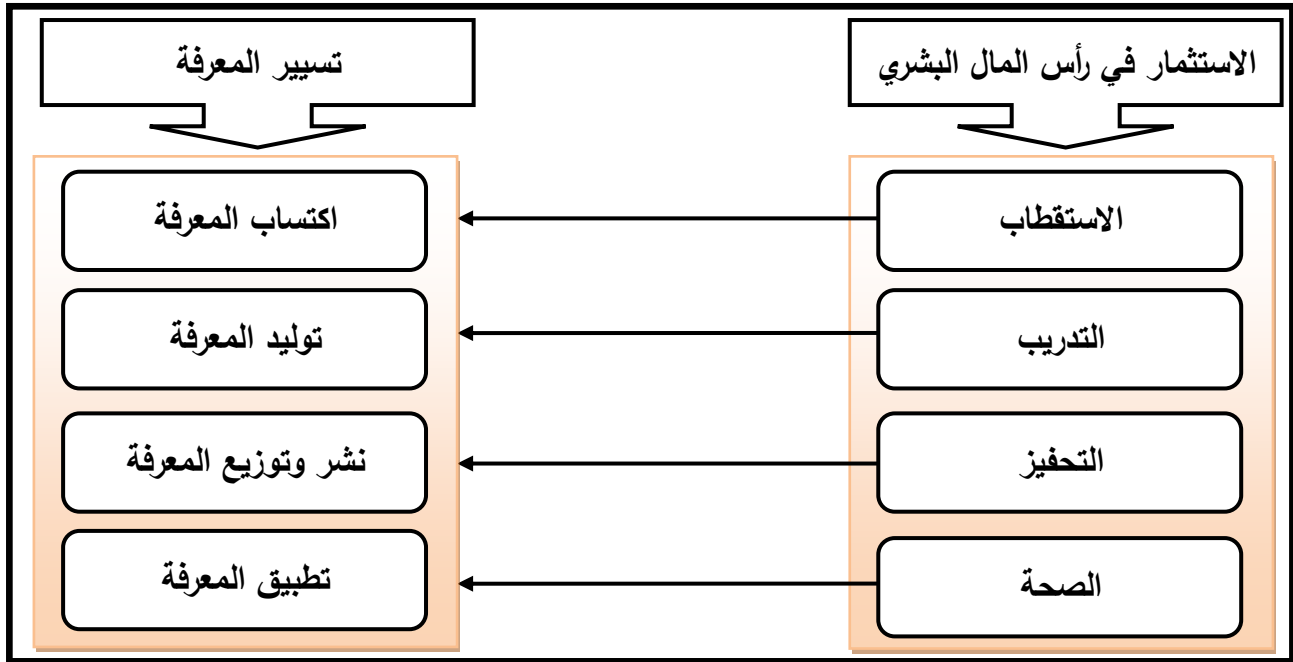 الاستثمار في رأس المال البشري
تسيير المعرفة
الاستقطاب
اكتساب المعرفة
التدريب
توليد المعرفة
التحفيز
نشر وتوزيع المعرفة
الصحة
تطبيق المعرفة